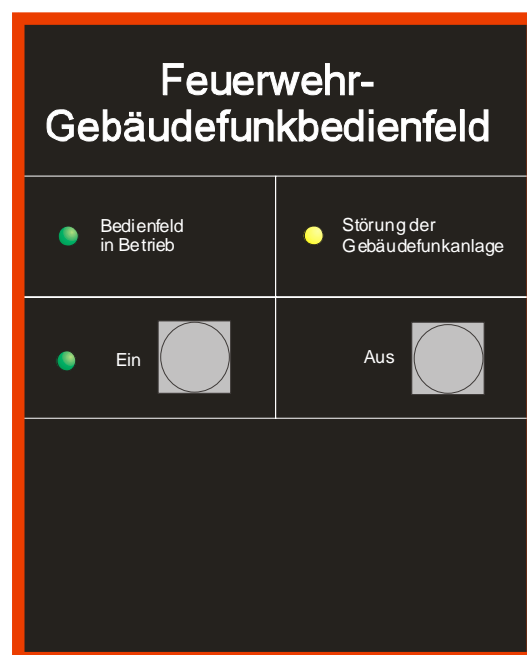 Feuerwehr-
Gebäudefunkbedienfeld
Bedienfeld
in Betrieb
Störung der
Gebäudefunkanlage
Ein
Aus